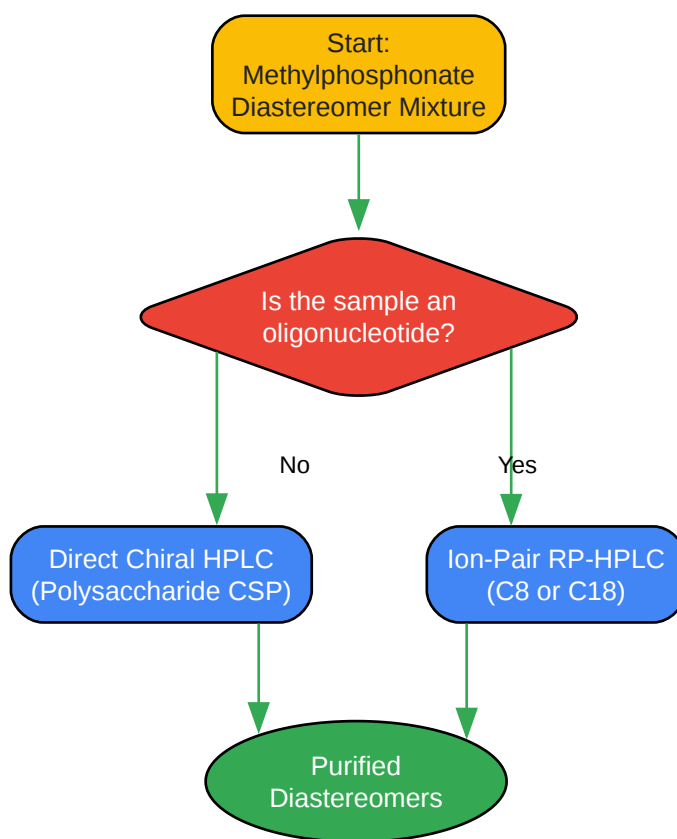 Start:
Methylphosphonate
Diastereomer Mixture
Is the sample an
oligonucleotide?
No
Yes
Direct Chiral HPLC
(Polysaccharide CSP)
Ion-Pair RP-HPLC
(C8 or C18)
Purified
Diastereomers